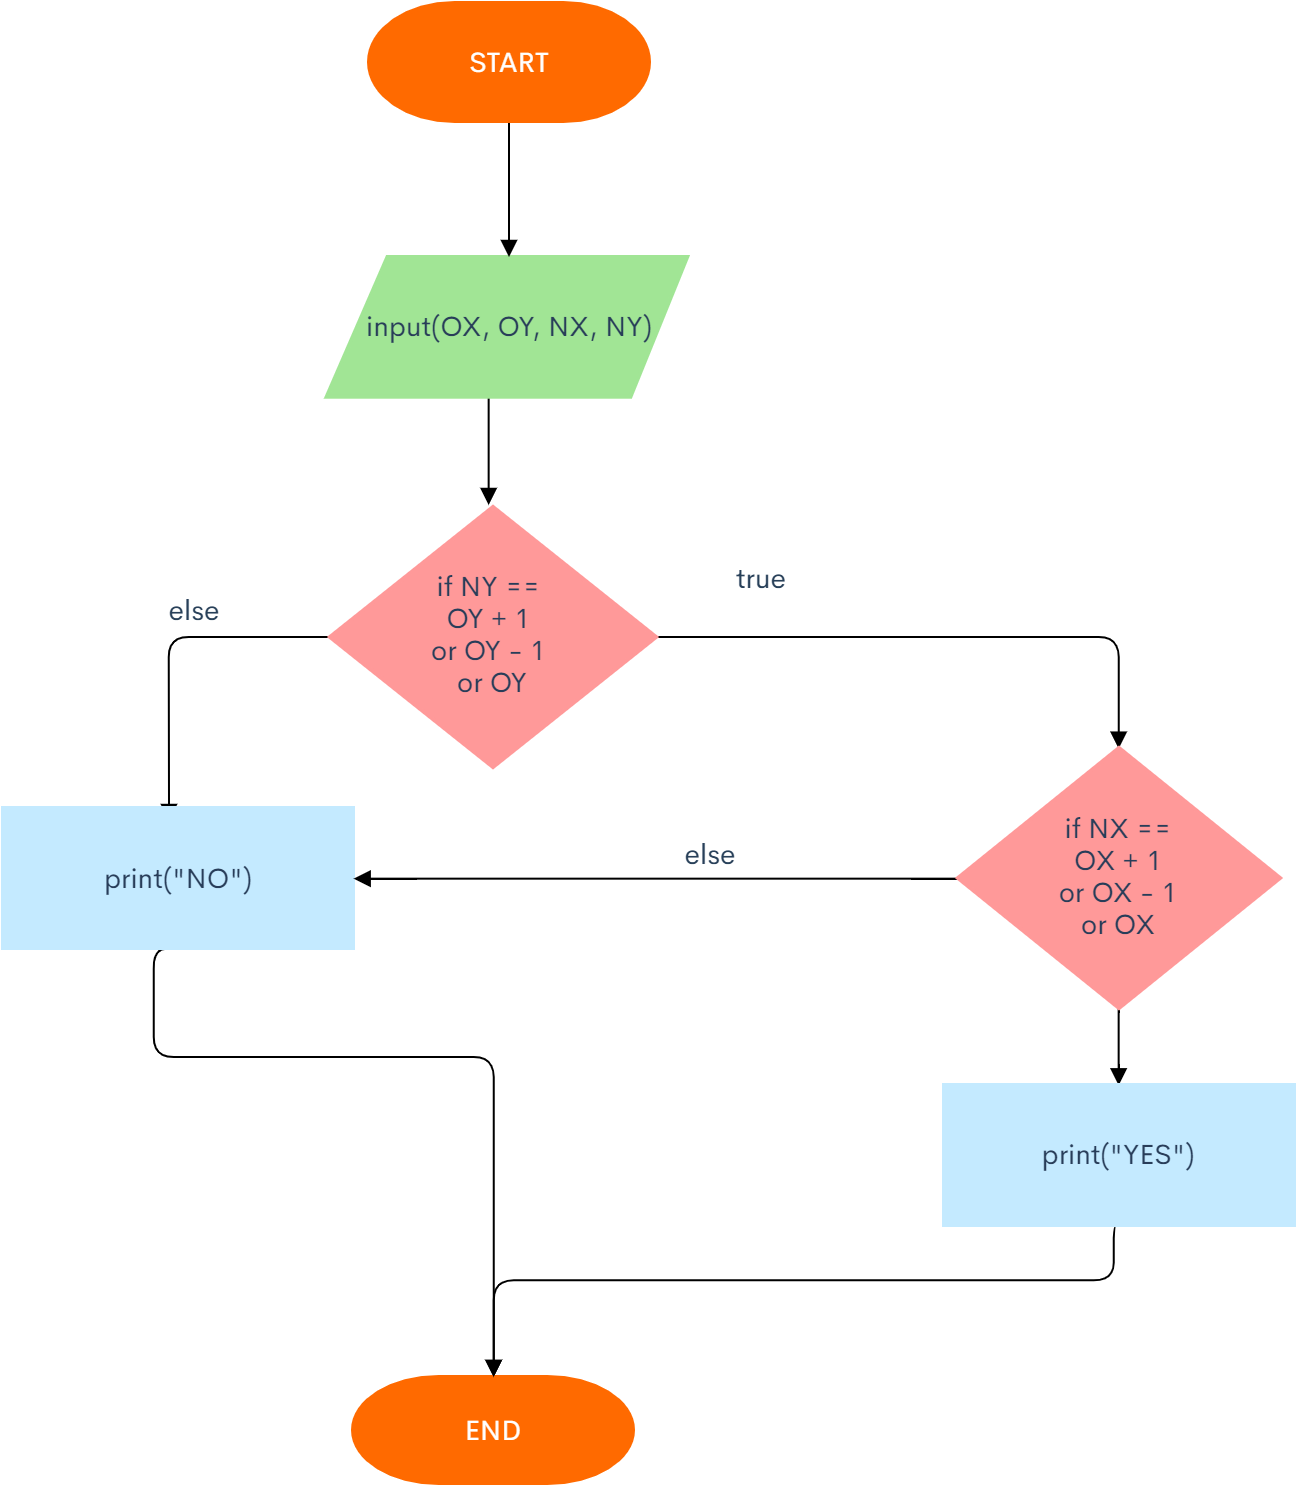 START
input(OX, OY, NX, NY)
if NY ==
OY + 1
or OY - 1
or OY
true
else
if NX ==
OX + 1
or OX - 1
or OX
else
print("NO")
print("YES")
END